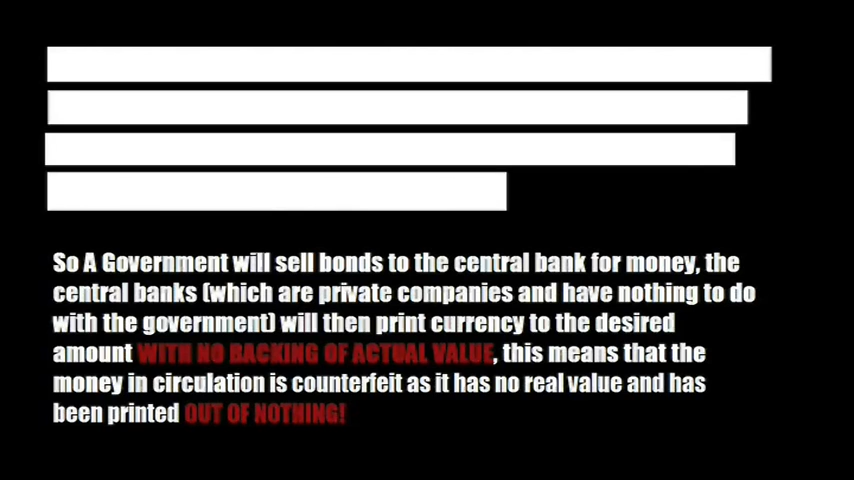 So A Government will sell bonds to the central bank for money, the
central banks (which are private companies and have nothing to do
with the government) will then print currency to the desired
amount WITH NO BACKING OF ACTUAL VALUE, this means that the
money in circulation is counterfeit as it has no real value and has
been printed OUT OF NOTHING!